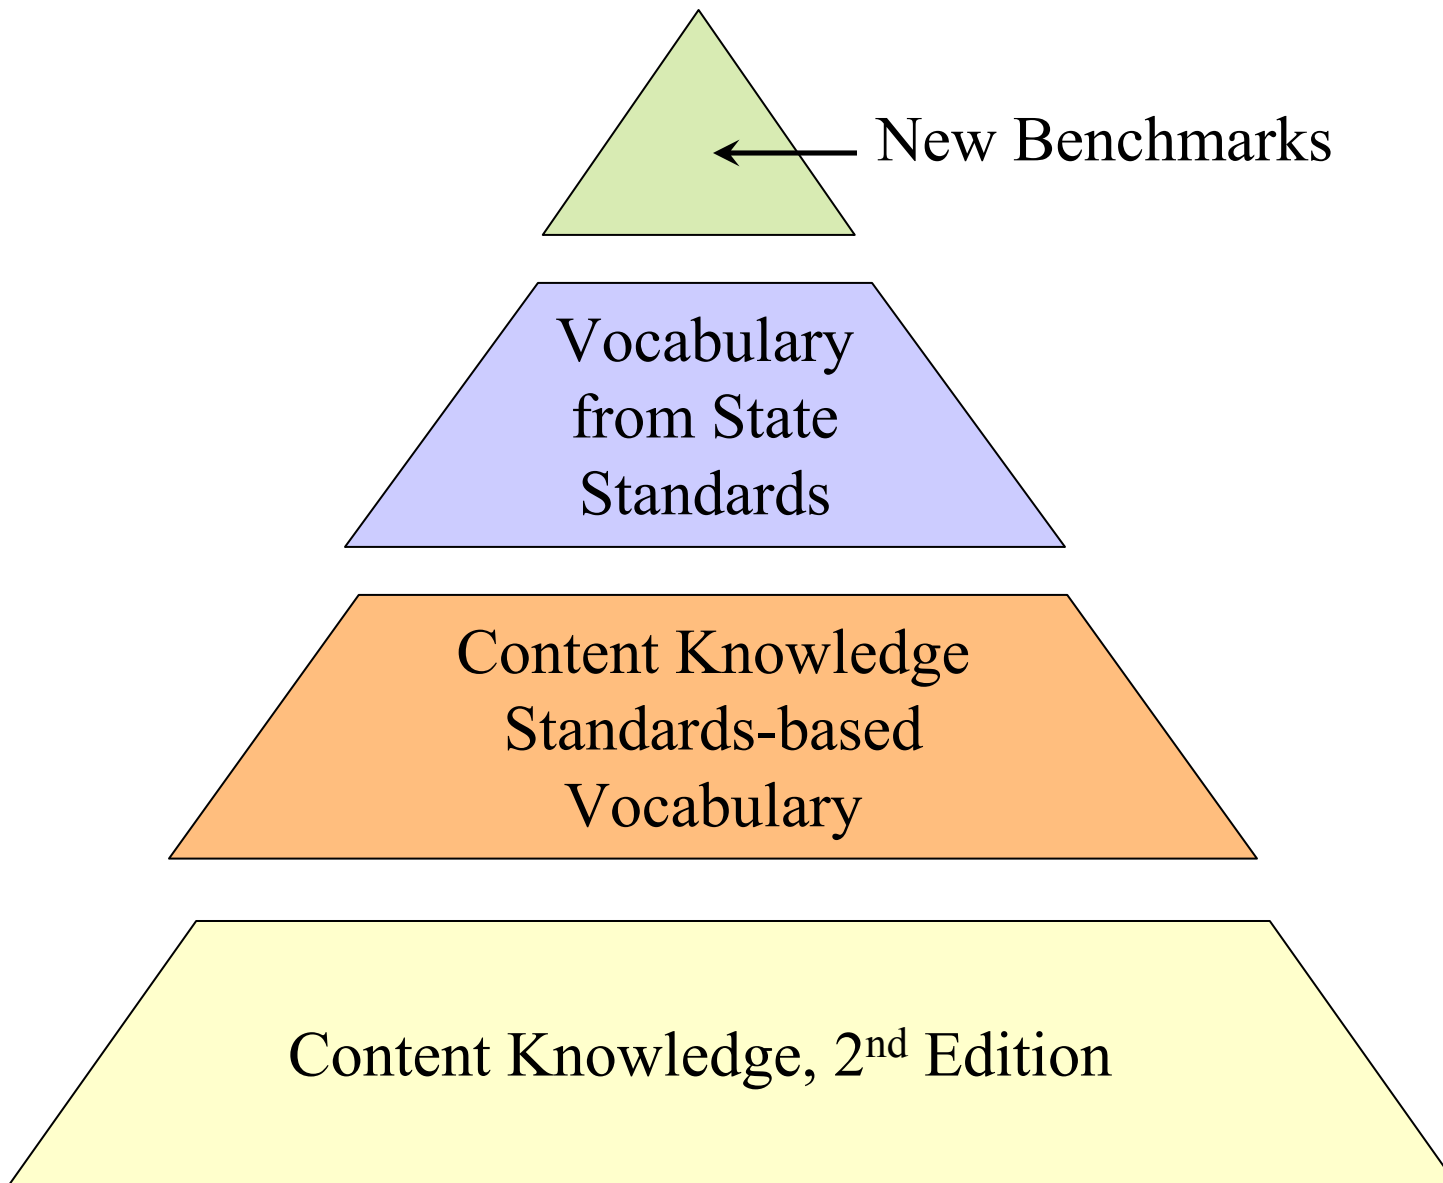 New Benchmarks
Vocabulary
from State
Standards
Content Knowledge
Standards-based
Vocabulary
Content Knowledge, 2nd Edition